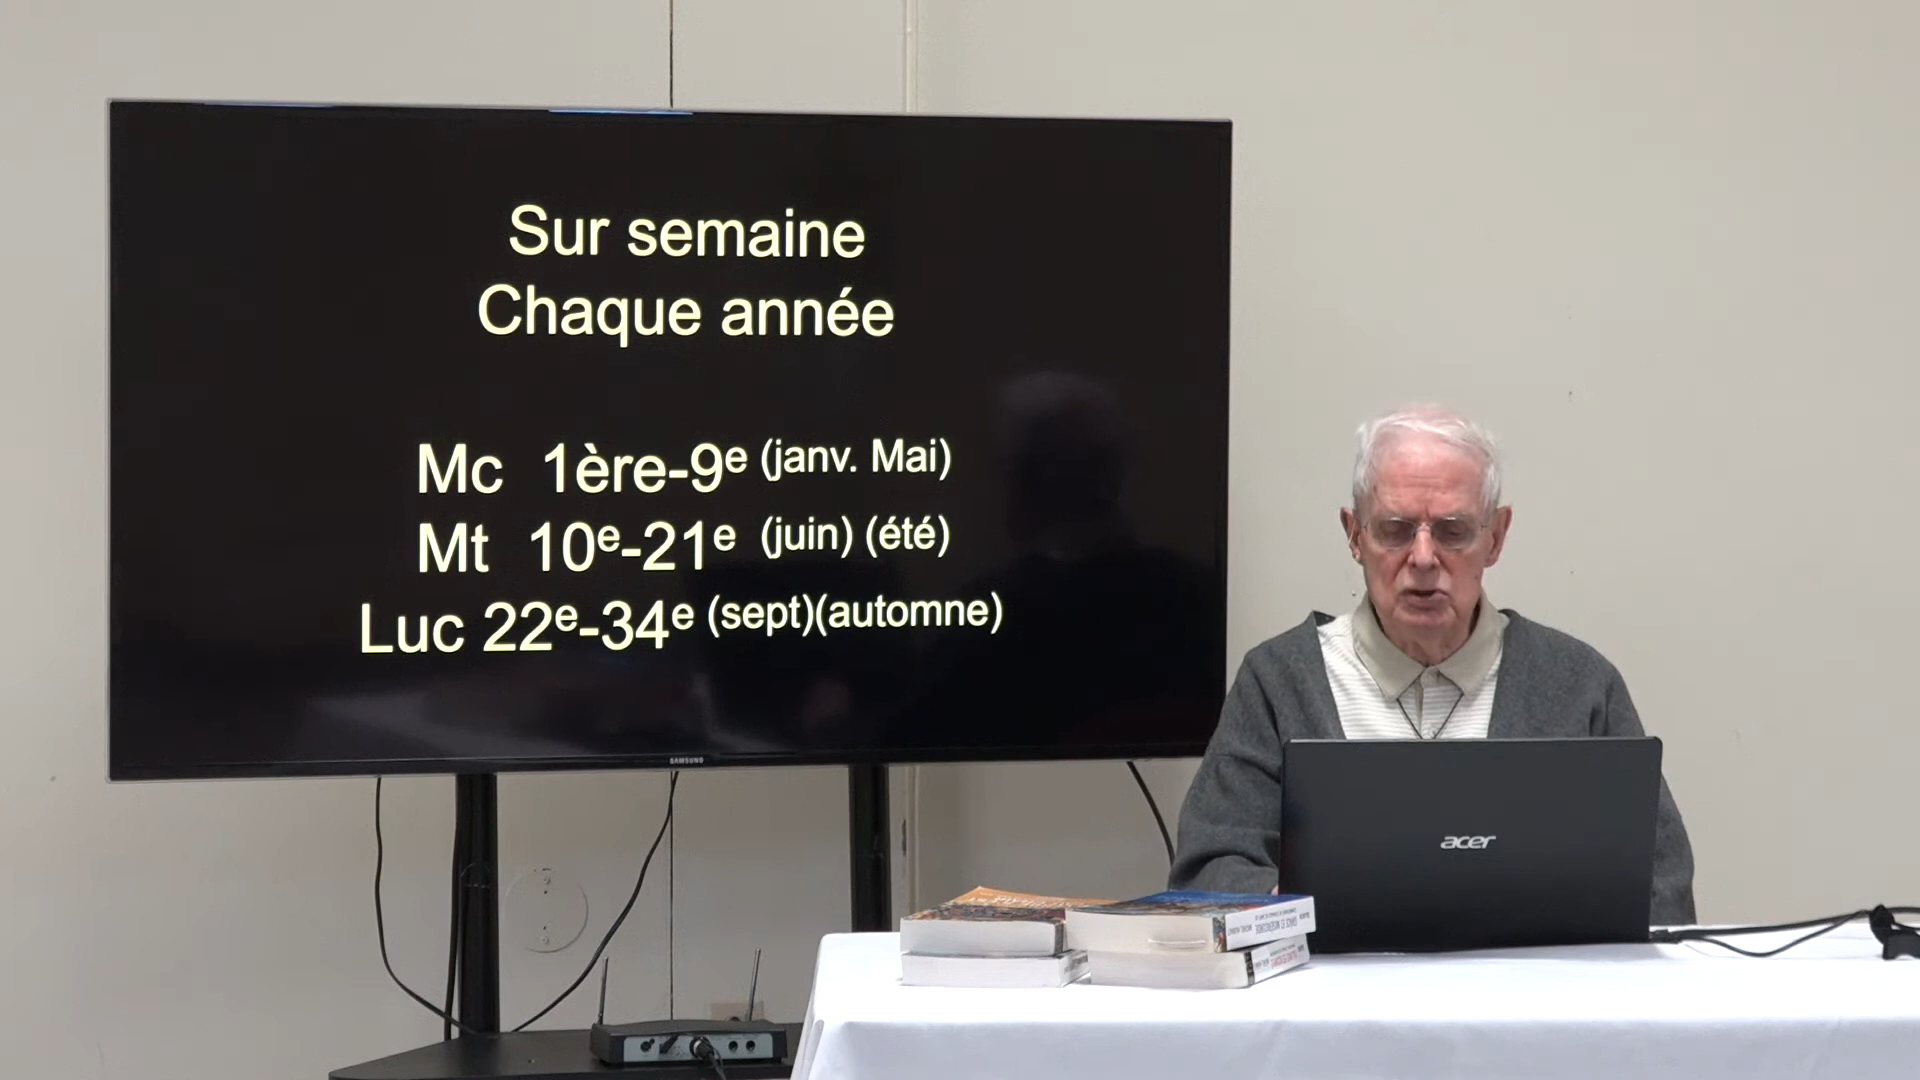 Sur semaine
Chaque année
Mc 1ère-9e (janv. Mai)
Mt 10e-21e (juin) (été)
Luc 22e-34e (sept)(automne)
SAMSUNG
acer